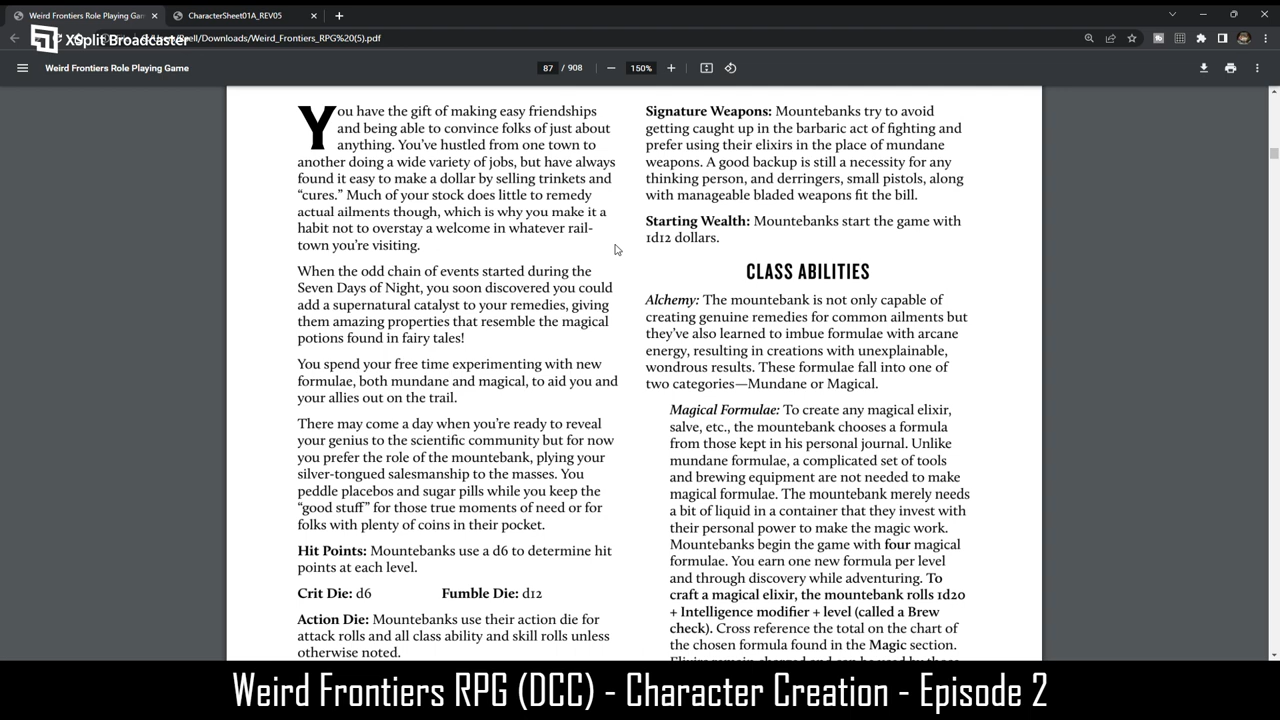 Weird Frontiers Role Playing Gam
CharacterSheet01A_REV05
XSplit Broadcaster
/Downloads/Weird_Frontiers_RPG%20(5).pdf
Weird Frontiers Role Playing Game
87 / 908
150%
You have the gift of making easy friendships
and being able to convince folks of just about
anything. You’ve hustled from one town to
another doing a wide variety of jobs, but have always
found it easy to make a dollar by selling trinkets and
“cures.” Much of your stock does little to remedy
actual ailments though, which is why you make it a
habit not to overstay a welcome in whatever rail-
town you’re visiting.
When the odd chain of events started during the
Seven Days of Night, you soon discovered you could
add a supernatural catalyst to your remedies, giving
them amazing properties that resemble the magical
potions found in fairy tales!
You spend your free time experimenting with new
formulae, both mundane and magical, to aid you and
your allies out on the trail.
There may come a day when you’re ready to reveal
your genius to the scientific community but for now
you prefer the role of the mountebank, plying your
silver-tongued salesmanship to the masses. You
peddle placebos and sugar pills while you keep the
“good stuff” for those true moments of need or for
folks with plenty of coins in their pocket.
Hit Points: Mountebanks use a d6 to determine hit
points at each level.
Crit Die: d6 Fumble Die: d12
Action Die: Mountebanks use their action die for
attack rolls and all class ability and skill rolls unless
otherwise noted.
Signature Weapons: Mountebanks try to avoid
getting caught up in the barbaric act of fighting and
prefer using their elixirs in the place of mundane
weapons. A good backup is still a necessity for any
thinking person, and derringers, small pistols, along
with manageable bladed weapons fit the bill.
Starting Wealth: Mountebanks start the game with
1d12 dollars.
CLASS ABILITIES
Alchemy: The mountebank is not only capable of
creating genuine remedies for common ailments but
they’ve also learned to imbue formulae with arcane
energy, resulting in creations with unexplainable,
wondrous results. These formulae fall into one of
two categories—Mundane or Magical.
Magical Formulae: To create any magical elixir,
salve, etc., the mountebank chooses a formula
from those kept in his personal journal. Unlike
mundane formulae, a complicated set of tools
and brewing equipment are not needed to make
magical formulae. The mountebank merely needs
a bit of liquid in a container that they invest with
their personal power to make the magic work.
Mountebanks begin the game with four magical
formulae. You earn one new formula per level
and through discovery while adventuring. To
craft a magical elixir, the mountebank rolls 1d20
+ Intelligence modifier + level (called a Brew
check). Cross reference the total on the chart of
the chosen formula found in the Magic section.
Weird Frontiers RPG (DCC) - Character Creation - Episode 2